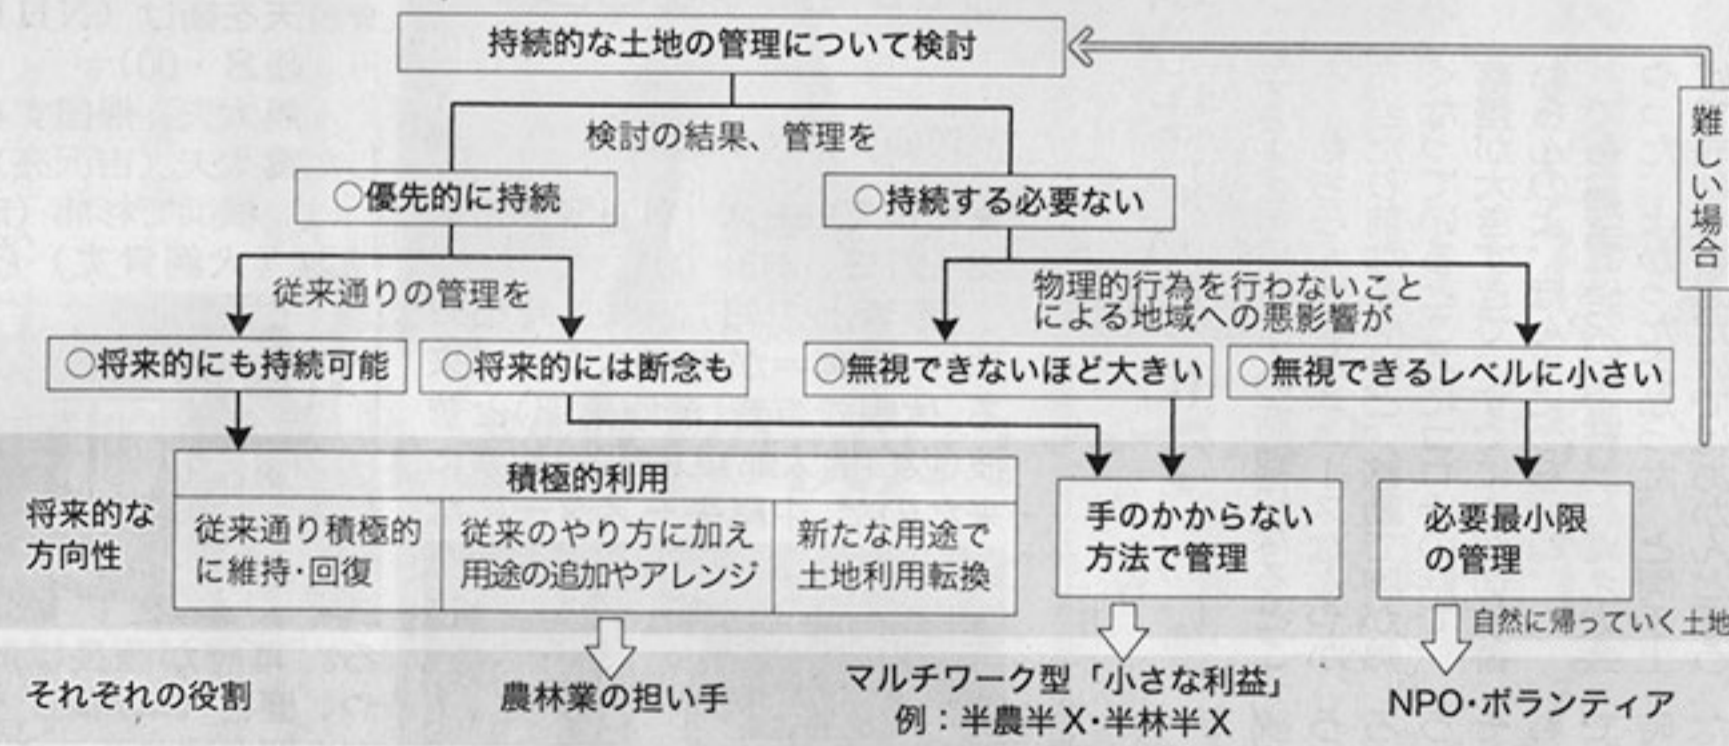 持続的な土地の管理について検討
難しい場合
検討の結果、管理を
○優先的に持続
○持続する必要ない
従来通りの管理を
物理的行為を行わないこと
による地域への悪影響が
○将来的にも持続可能
○将来的には断念も
○無視できないほど大きい
○無視できるレベルに小さい
将来的な
方向性
積極的利用
従来通り積極的
に維持・回復
従来のやり方に加え
用途の追加やアレンジ
新たな用途で
土地利用転換
手のかからない
方法で管理
必要最小限
の管理
自然に帰っていく土地
それぞれの役割
農林業の担い手
マルチワーク型「小さな利益」
例：半農半X・半林半X
NPO・ボランティア